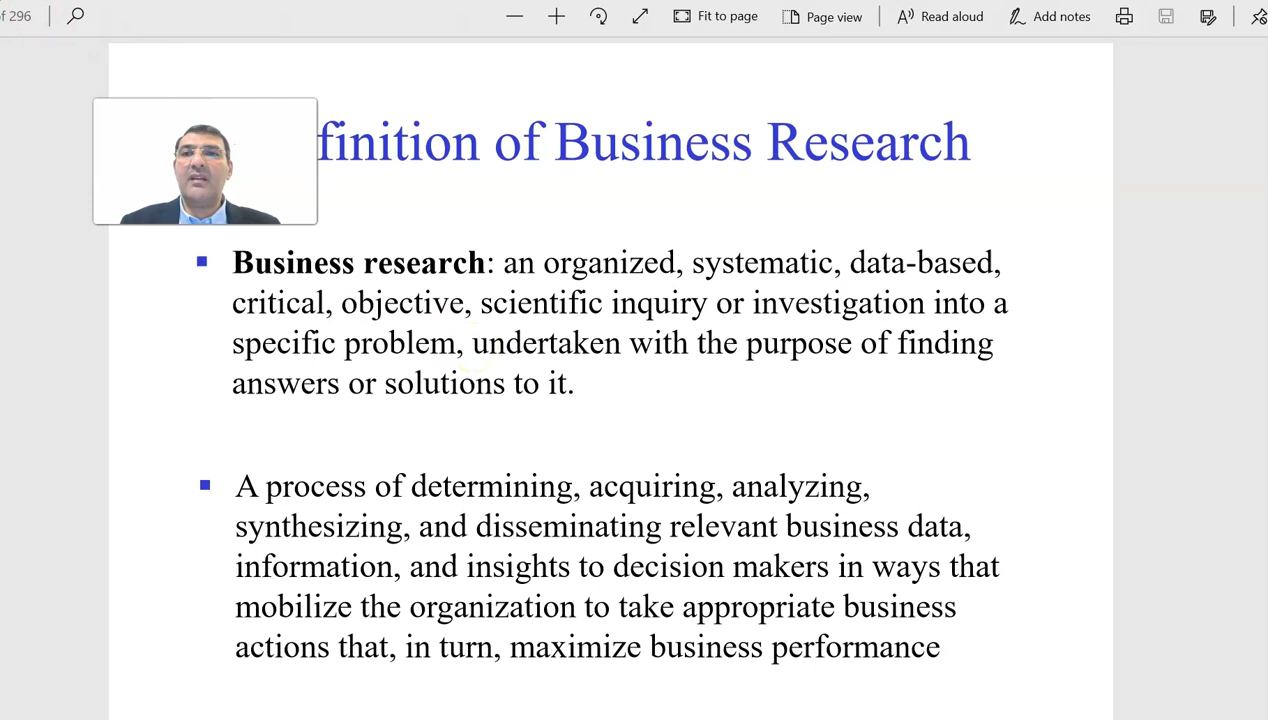 of 296
Fit to page
Page view
Read aloud
Add notes
finition of Business Research
Business research: an organized, systematic, data-based,
critical, objective, scientific inquiry or investigation into a
specific problem, undertaken with the purpose of finding
answers or solutions to it.
A process of determining, acquiring, analyzing,
synthesizing, and disseminating relevant business data,
information, and insights to decision makers in ways that
mobilize the organization to take appropriate business
actions that, in turn, maximize business performance